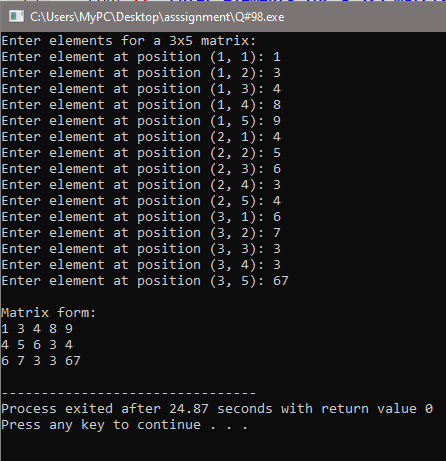 C:\Users\MyPC\Desktop\asssignment\Q#98.exe
Enter elements for a 3x5 matrix:
Enter element at position (1, 1): 1
Enter element at position (1, 2): 3
Enter element at position (1, 3): 4
Enter element at position (1, 4): 8
Enter element at position (1, 5): 9
Enter element at position (2, 1): 4
Enter element at position (2, 2): 5
Enter element at position (2, 3): 6
Enter element at position (2, 4): 3
Enter element at position (2, 5): 4
Enter element at position (3, 1): 6
Enter element at position (3, 2): 7
Enter element at position (3, 3): 3
Enter element at position (3, 4): 3
Enter element at position (3, 5): 67
Matrix form:
1 3 4 8 9
4 5 6 3 4
6 7 3 3 67
--------------------------------
Process exited after 24.87 seconds with return value 0
Press any key to continue . . .